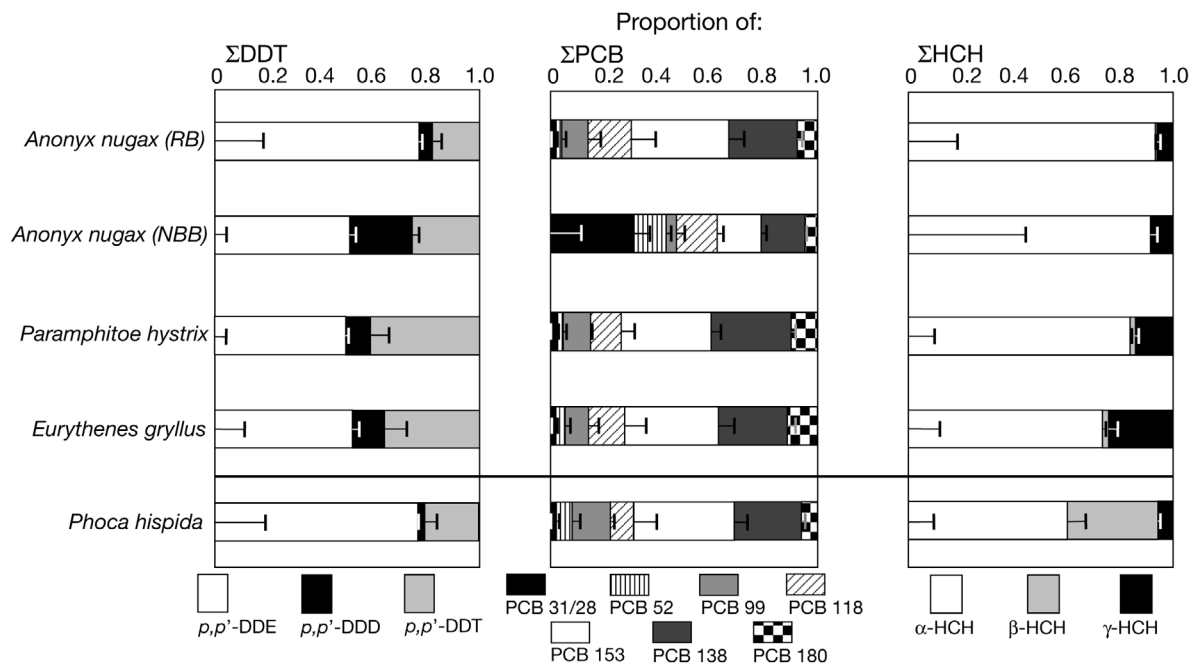 Proportion of:
ΣDDT ΣPCB ΣHCH
0 0.2 0.4 0.6 0.8 1.0 0 0.2 0.4 0.6 0.8 1.0 0 0.2 0.4 0.6 0.8 1.0
Anonyx nugax (RB)
Anonyx nugax (NBB)
Paramphitoe hystrix
Eurythenes gryllus
Phoca hispida
p,p'-DDE p,p'-DDD p,p'-DDT
PCB 31/28 PCB 52 PCB 99 PCB 118
PCB 153 PCB 138 PCB 180
α-HCH β-HCH γ-HCH